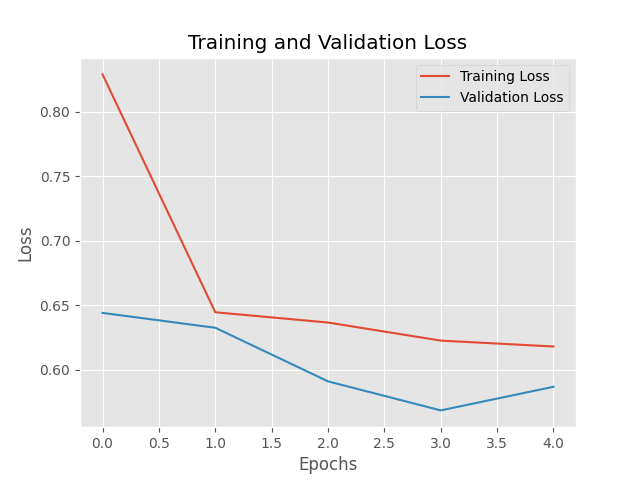 Training and Validation Loss
Training Loss
Validation Loss
0.80
0.75
0.70
0.65
0.60
Loss
0.0 0.5 1.0 1.5 2.0 2.5 3.0 3.5 4.0
Epochs